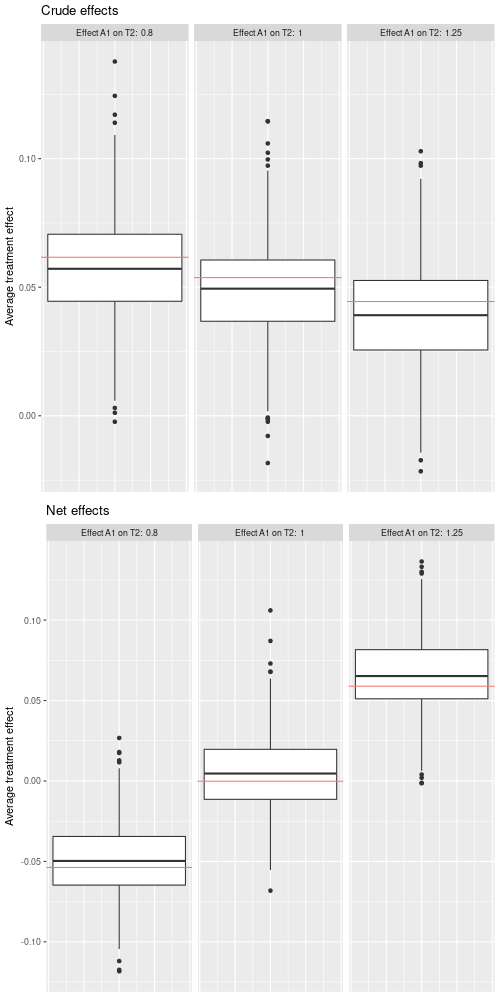 Crude effects
Effect A1 on T2: 0.8
Effect A1 on T2: 1
Effect A1 on T2: 1.25
0.10
0.05
0.00
Average treatment effect
Net effects
Effect A1 on T2: 0.8
Effect A1 on T2: 1
Effect A1 on T2: 1.25
0.10
0.05
0.00
-0.05
-0.10
Average treatment effect